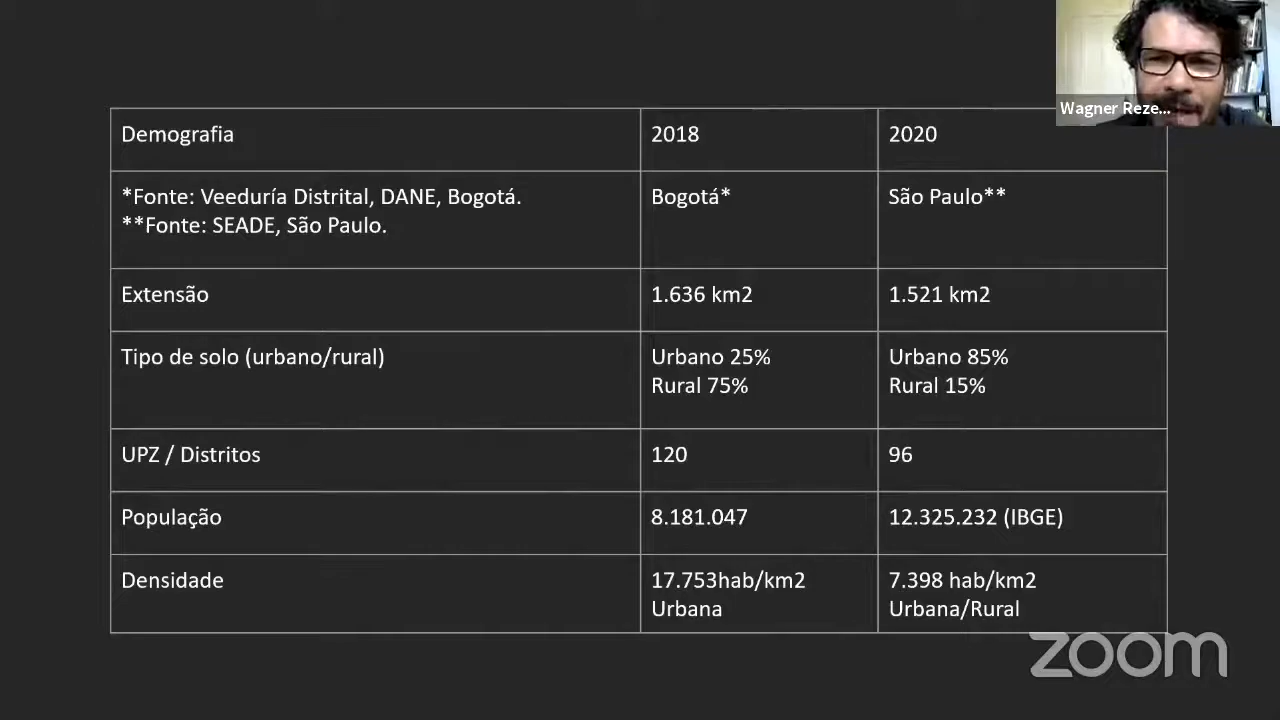 Wagner Reze...
Demografia
2018
2020
*Fonte: Veeduría Distrital, DANE, Bogotá.
**Fonte: SEADE, São Paulo.
Bogotá*
São Paulo**
Extensão
1.636 km2
1.521 km2
Tipo de solo (urbano/rural)
Urbano 25%
Rural 75%
Urbano 85%
Rural 15%
UPZ / Distritos
120
96
População
8.181.047
12.325.232 (IBGE)
Densidade
17.753hab/km2
Urbana
7.398 hab/km2
Urbana/Rural
zoom